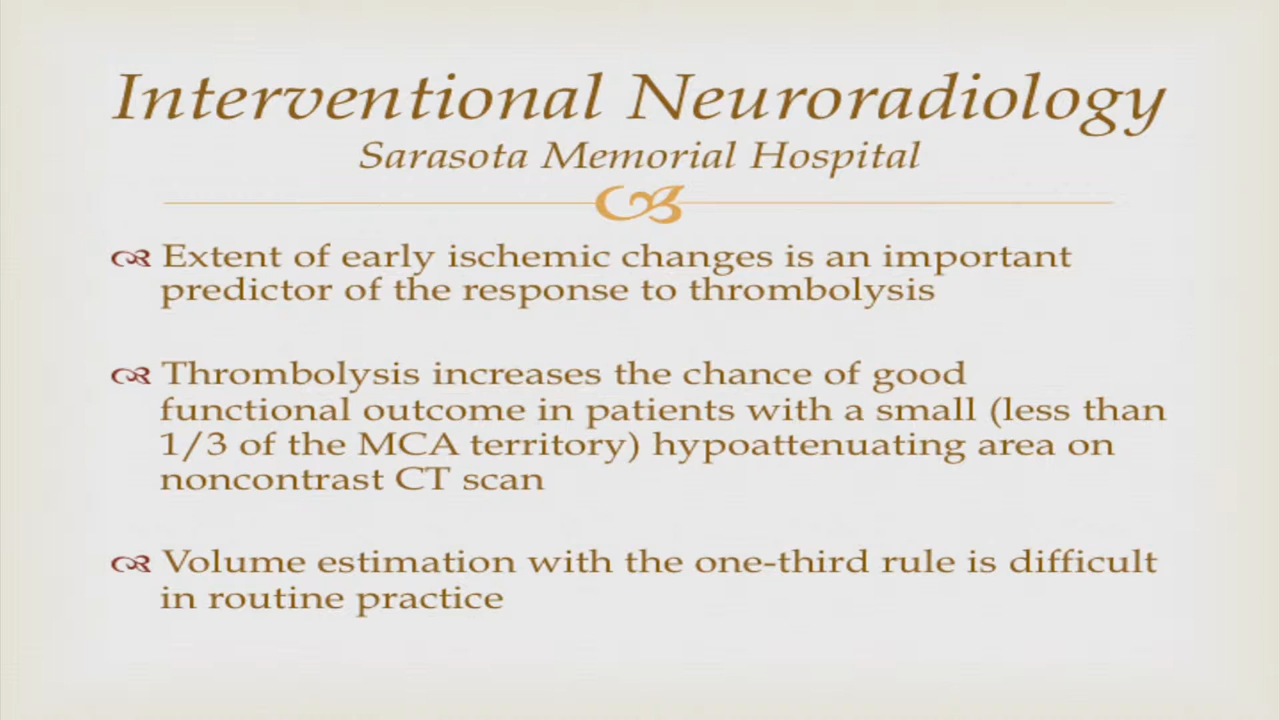 Interventional Neuroradiology
Sarasota Memorial Hospital
Extent of early ischemic changes is an important
predictor of the response to thrombolysis
Thrombolysis increases the chance of good
functional outcome in patients with a small (less than
1/3 of the MCA territory) hypoattenuating area on
noncontrast CT scan
Volume estimation with the one-third rule is difficult
in routine practice